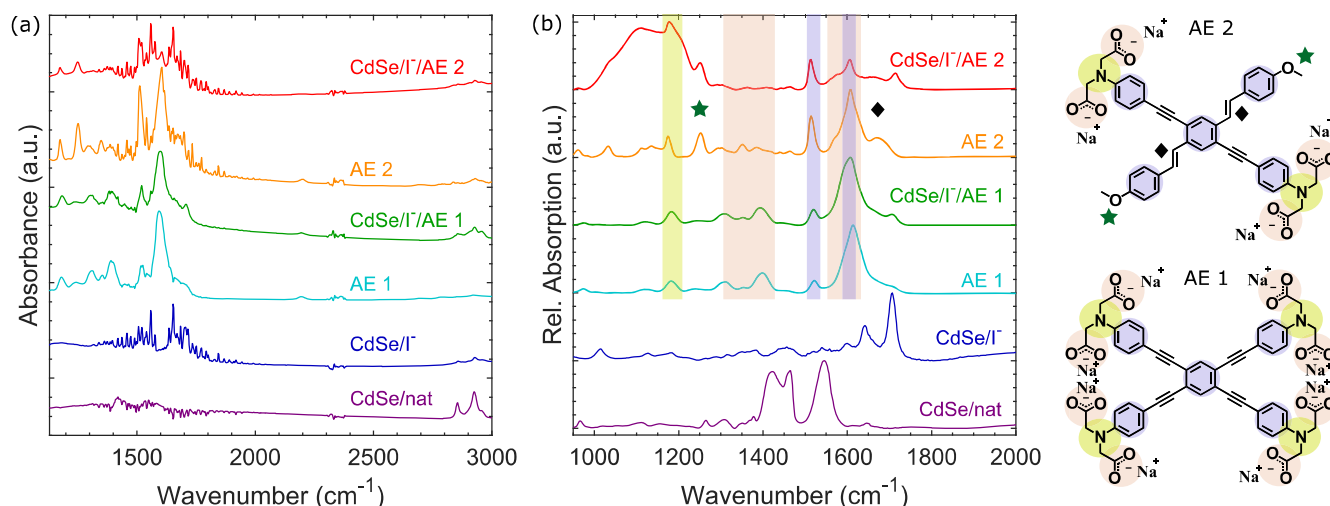 (a)
CdSe/I⁻/AE 2
AE 2
CdSe/I⁻/AE 1
AE 1
CdSe/I⁻
CdSe/nat
Absorbance (a.u.)
1500 2000 2500 3000
Wavenumber (cm⁻¹)
(b)
CdSe/I⁻/AE 2
AE 2
CdSe/I⁻/AE 1
AE 1
CdSe/I⁻
CdSe/nat
Rel. Absorption (a.u.)
1000 1200 1400 1600 1800 2000
Wavenumber (cm⁻¹)
AE 2
O O⁻ Na⁺
N
O O⁻
Na⁺
O
O
Na⁺
O O⁻
N
O O⁻
Na⁺
AE 1
O O⁻ Na⁺
Na⁺ O O⁻
N N
O O⁻ O O⁻
Na⁺ Na⁺
Na⁺ Na⁺
O O⁻ O O⁻
N N
O O⁻ Na⁺
Na⁺ O O⁻